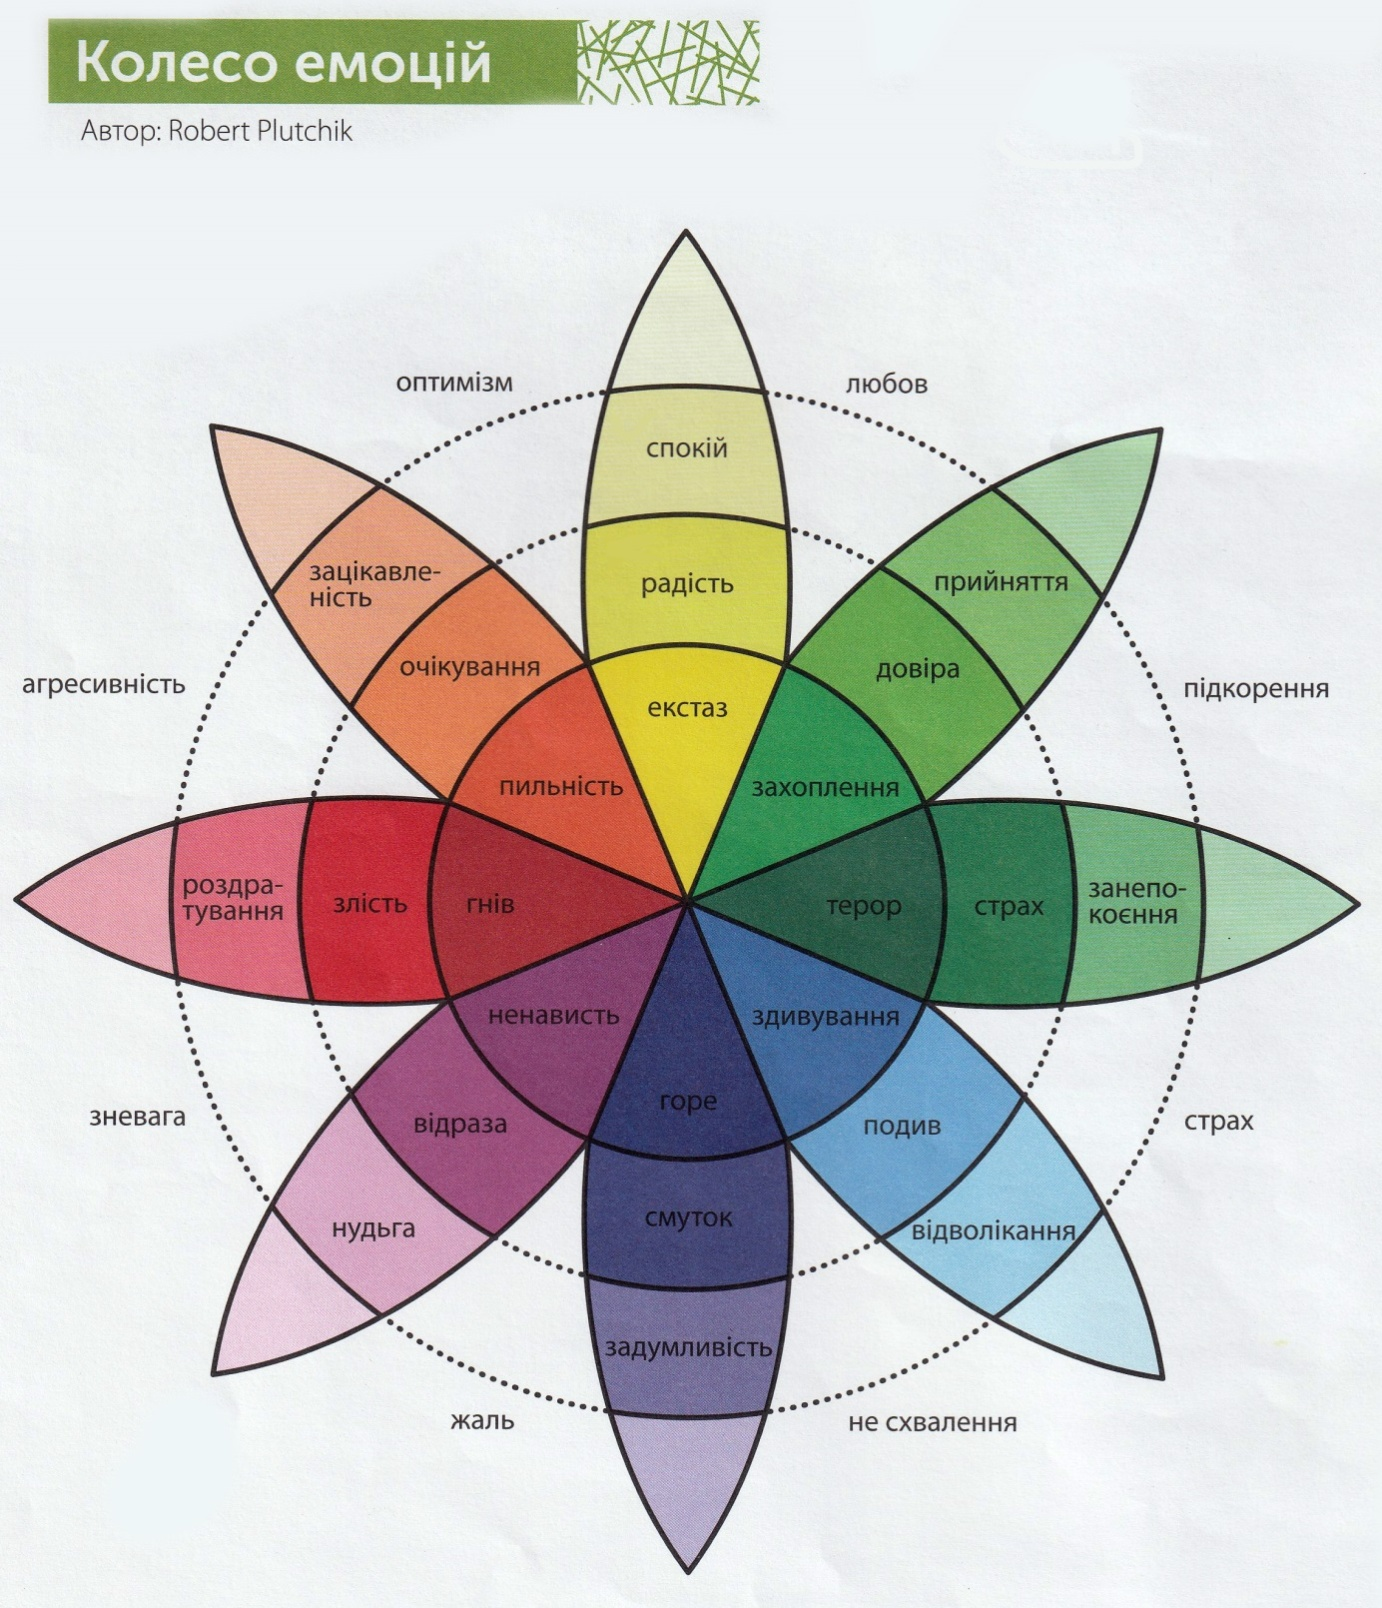 Колесо емоцій
Автор: Robert Plutchik
оптимізм
любов
спокій
зацікавле-
ність
радість
прийняття
очікування
довіра
агресивність
підкорення
екстаз
пильність
захоплення
роздра-
тування
злість
гнів
терор
страх
занепо-
коєння
ненависть
здивування
горе
зневага
відраза
подив
страх
нудьга
смуток
відволікання
задумливість
жаль
не схвалення